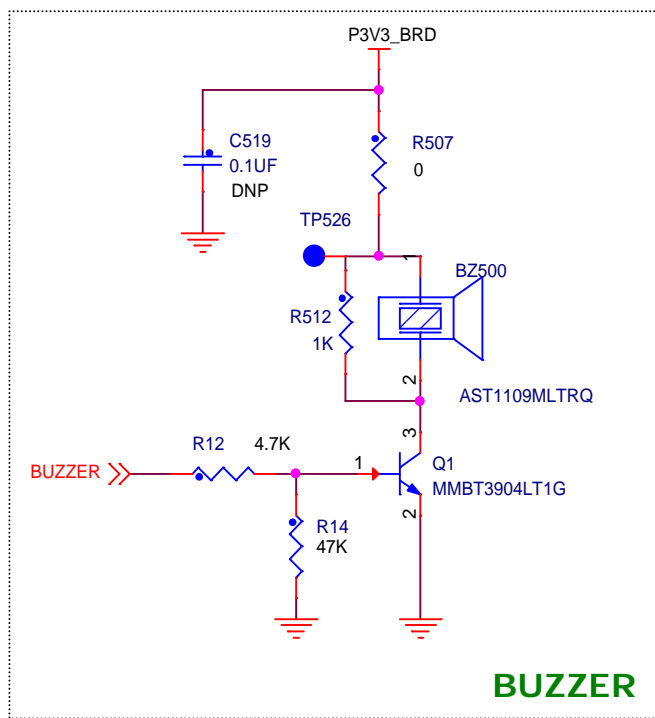 P3V3_BRD
C519
0.1UF
DNP
R507
0
TP526
1
BZ500
R512
1K
2
AST1109MLTRQ
3
R12 4.7K
BUZZER
1
Q1
MMBT3904LT1G
2
R14
47K
BUZZER